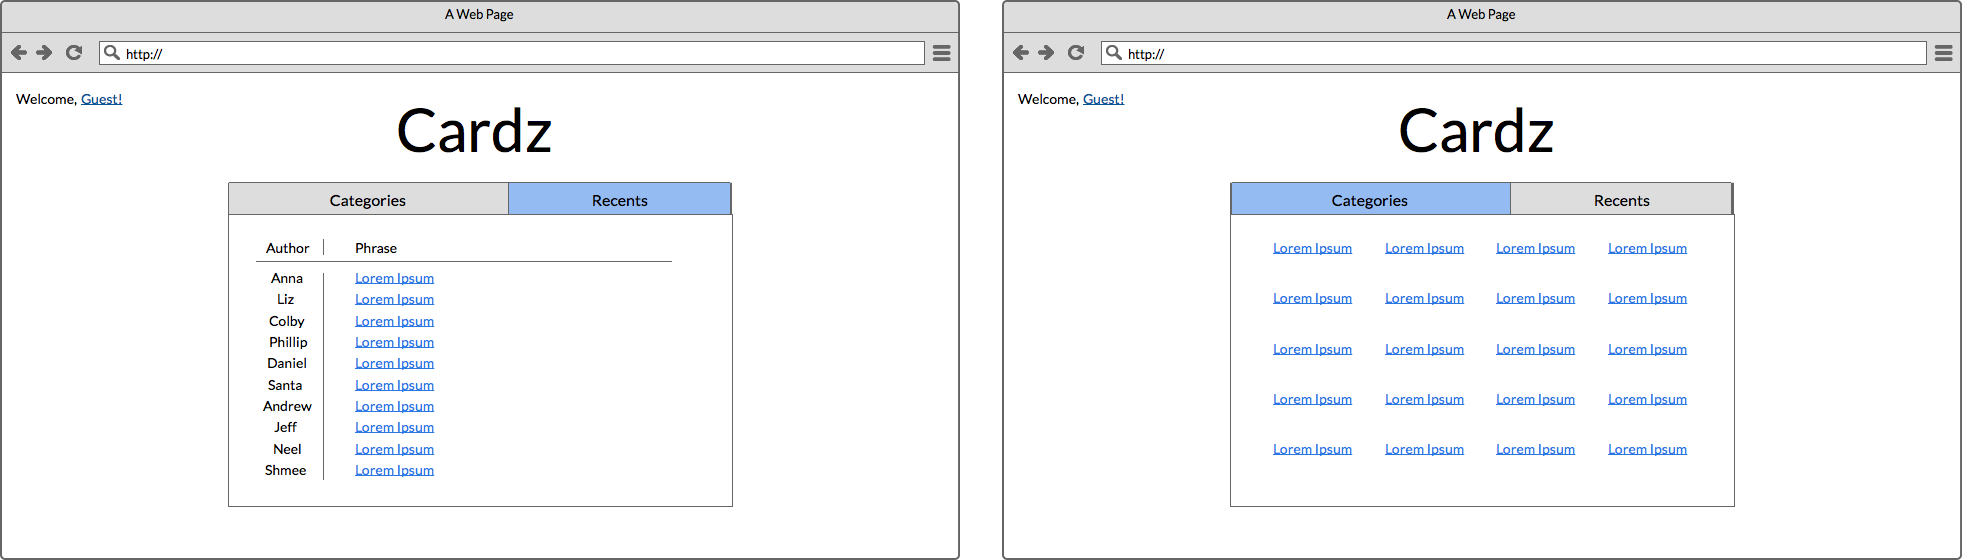 A Web Page
http://
Welcome, Guest!
Cardz
Categories Recents
Author Phrase
Anna Lorem Ipsum
Liz Lorem Ipsum
Colby Lorem Ipsum
Phillip Lorem Ipsum
Daniel Lorem Ipsum
Santa Lorem Ipsum
Andrew Lorem Ipsum
Jeff Lorem Ipsum
Neel Lorem Ipsum
Shmee Lorem Ipsum
A Web Page
http://
Welcome, Guest!
Cardz
Categories Recents
Lorem Ipsum Lorem Ipsum Lorem Ipsum Lorem Ipsum
Lorem Ipsum Lorem Ipsum Lorem Ipsum Lorem Ipsum
Lorem Ipsum Lorem Ipsum Lorem Ipsum Lorem Ipsum
Lorem Ipsum Lorem Ipsum Lorem Ipsum Lorem Ipsum
Lorem Ipsum Lorem Ipsum Lorem Ipsum Lorem Ipsum